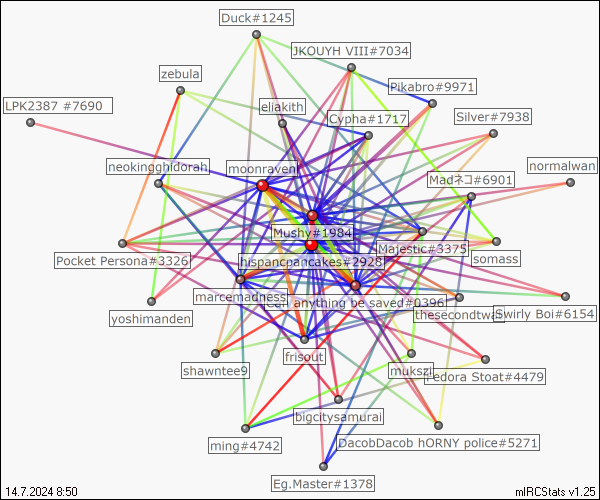 Duck#1245
JKOUYH VIII#7034
zebula
Pikabro#9971
LPK2387 #7690
eliakith
Cypha#1717
Silver#7938
neokingghidorah
moonraven
normalwan
Madネコ#6901
Mushy#1984
Majestic#3375
Pocket Persona#3326
hispancpancakes#2928
somass
marcemadness
can anything be saved#0396
thesecondtwa
Swirly Boi#6154
yoshimanden
frisout
shawntee9
mukszi
Fedora Stoat#4479
bigcitysamurai
ming#4742
DacobDacob hORNY police#5271
Eg.Master#1378
14.7.2024 8:50
mIRCStats v1.25